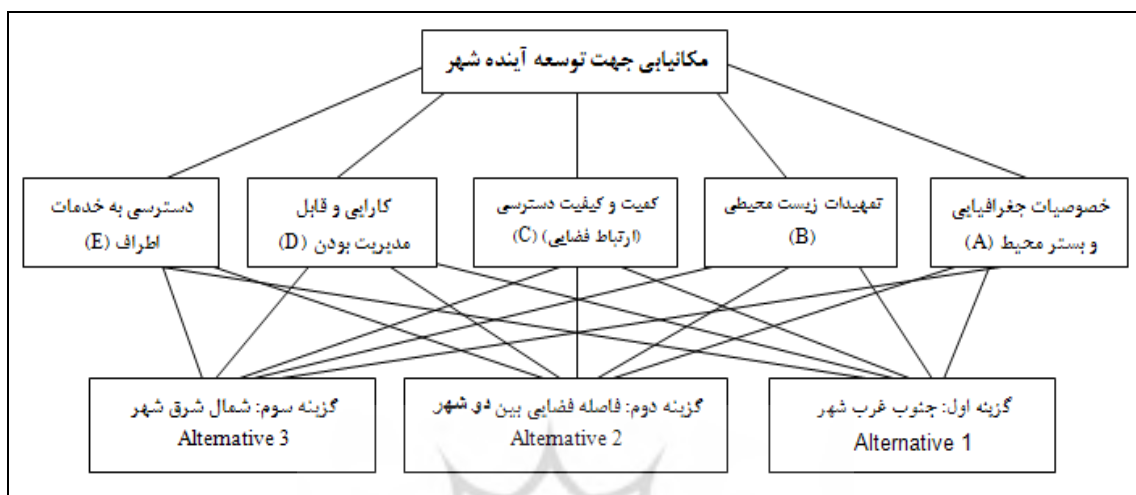 مکانیابی جهت توسعه آینده شهر
خصوصیات جغرافیایی
و بستر محیط (A)
تمهیدات زیست محیطی
(B)
کمیت و کیفیت دسترسی
(ارتباط فضایی) (C)
کارایی و قابل
مدیریت بودن (D)
دسترسی به خدمات
اطراف (E)
گزینه اول: جنوب غرب شهر
Alternative 1
گزینه دوم: فاصله فضایی بین دو شهر
Alternative 2
گزینه سوم: شمال شرق شهر
Alternative 3